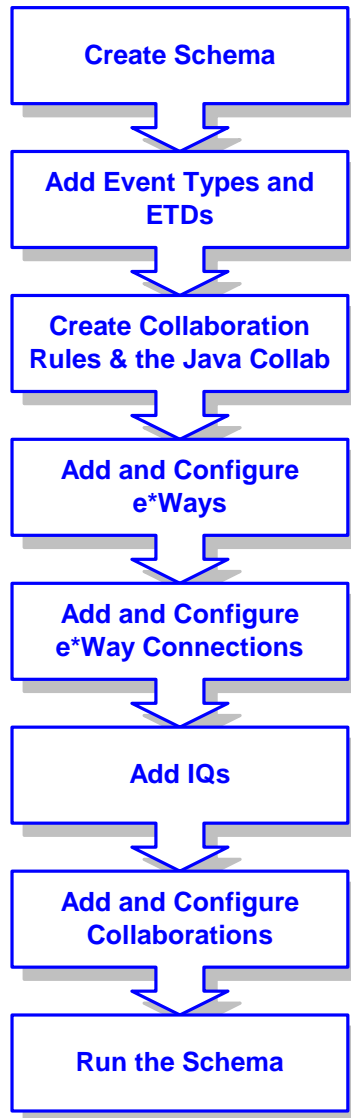 Create Schema
Add Event Types and
ETDs
Create Collaboration
Rules & the Java Collab
Add and Configure
e*Ways
Add and Configure
e*Way Connections
Add IQs
Add and Configure
Collaborations
Run the Schema